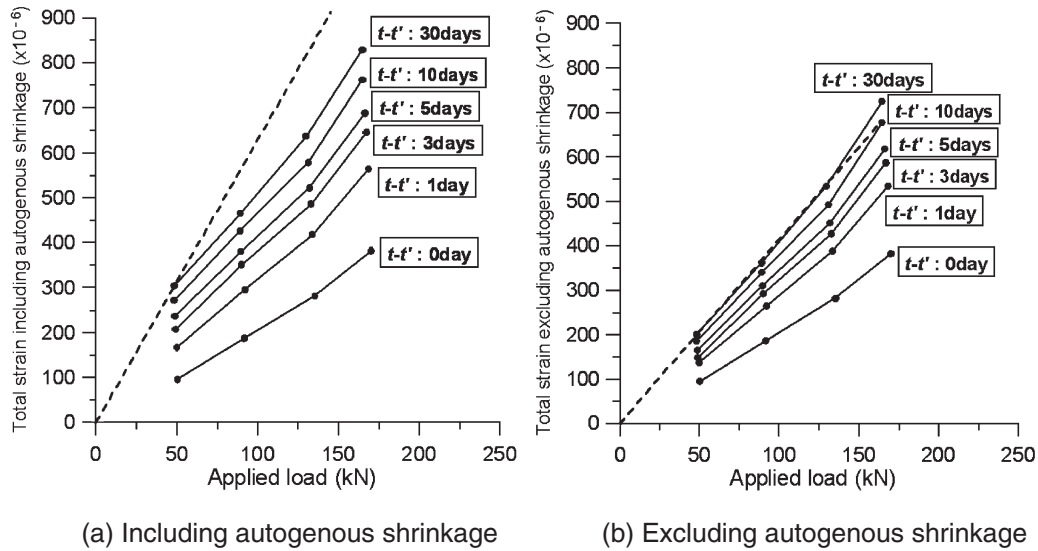 Total strain including autogenous shrinkage (x10⁻⁶)
900
800
700
600
500
400
300
200
100
0
t-t' : 30days
t-t' : 10days
t-t' : 5days
t-t' : 3days
t-t' : 1day
t-t' : 0day
0 50 100 150 200 250
Applied load (kN)
(a) Including autogenous shrinkage
Total strain excluding autogenous shrinkage (x10⁻⁶)
900
800
700
600
500
400
300
200
100
0
t-t' : 30days
t-t' : 10days
t-t' : 5days
t-t' : 3days
t-t' : 1day
t-t' : 0day
0 50 100 150 200 250
Applied load (kN)
(b) Excluding autogenous shrinkage